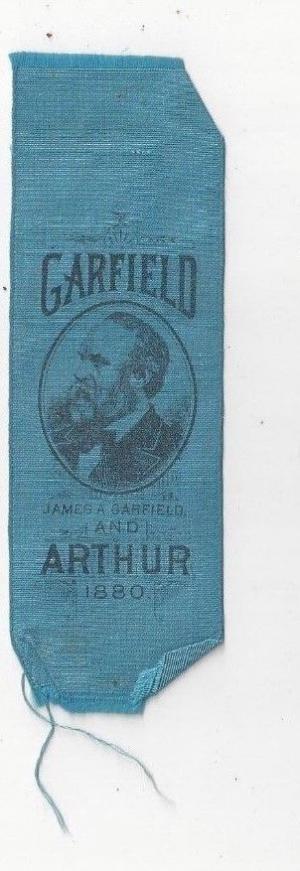 GARFIELD
JAMES A GARFIELD,
AND
ARTHUR
1880